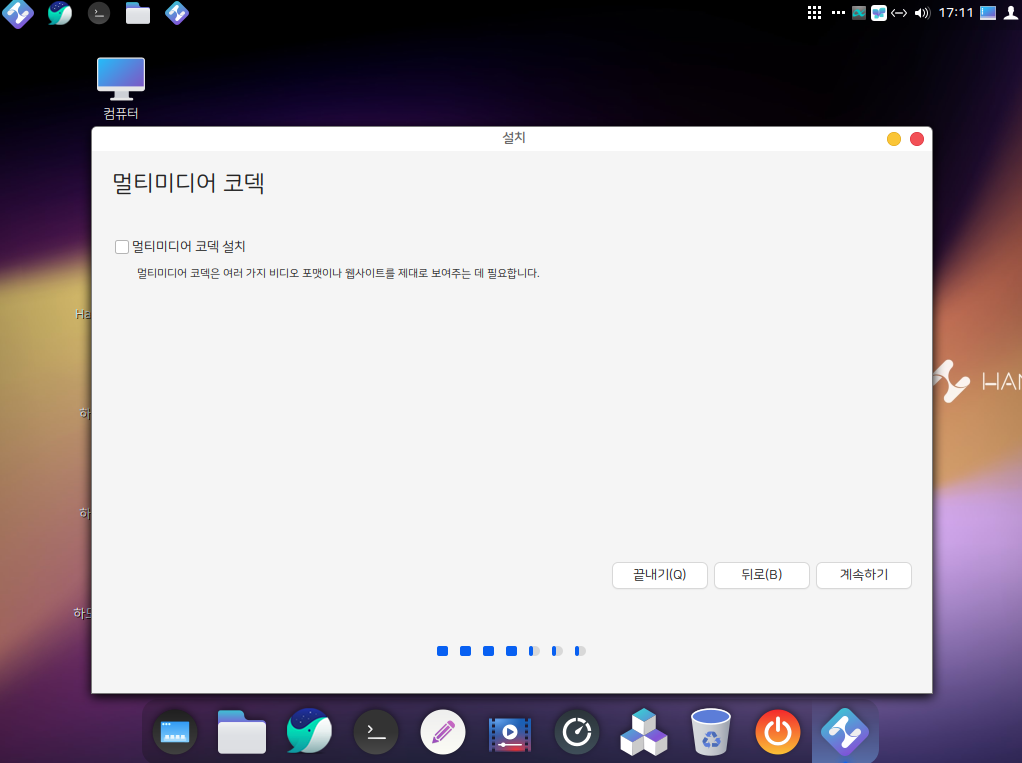 17:11
컴퓨터
설치
멀티미디어 코덱
멀티미디어 코덱 설치
멀티미디어 코덱은 여러 가지 비디오 포맷이나 웹사이트를 제대로 보여주는 데 필요합니다.
Ha
하
HAN
하
하모
끝내기(Q)
뒤로(B)
계속하기